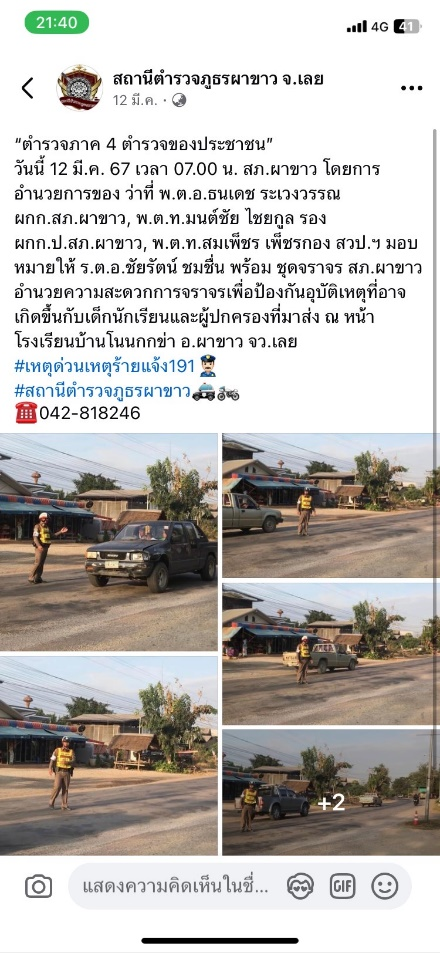 21:40
4G 41
สถานีตำรวจภูธรผาขาว จ.เลย
12 มี.ค. ·
“ตำรวจภาค 4 ตำรวจของประชาชน”
วันนี้ 12 มี.ค. 67 เวลา 07.00 น. สภ.ผาขาว โดยการ
อำนวยการของ ว่าที่ พ.ต.อ.ธนเดช ระเวงวรรณ
ผกก.สภ.ผาขาว, พ.ต.ท.มนต์ชัย ไชยกูล รอง
ผกก.ป.สภ.ผาขาว, พ.ต.ท.สมเพ็ชร เพ็ชรกอง สวป.ฯ มอบ
หมายให้ ร.ต.อ.ชัยรัตน์ ชมชื่น พร้อม ชุดจราจร สภ.ผาขาว
อำนวยความสะดวกการจราจรเพื่อป้องกันอุบัติเหตุที่อาจ
เกิดขึ้นกับเด็กนักเรียนและผู้ปกครองที่มาส่ง ณ หน้า
โรงเรียนบ้านโนนกกข่า อ.ผาขาว จว.เลย
#เหตุด่วนเหตุร้ายแจ้ง191
#สถานีตำรวจภูธรผาขาว
042-818246
+2
แสดงความคิดเห็นในชื่...
GIF